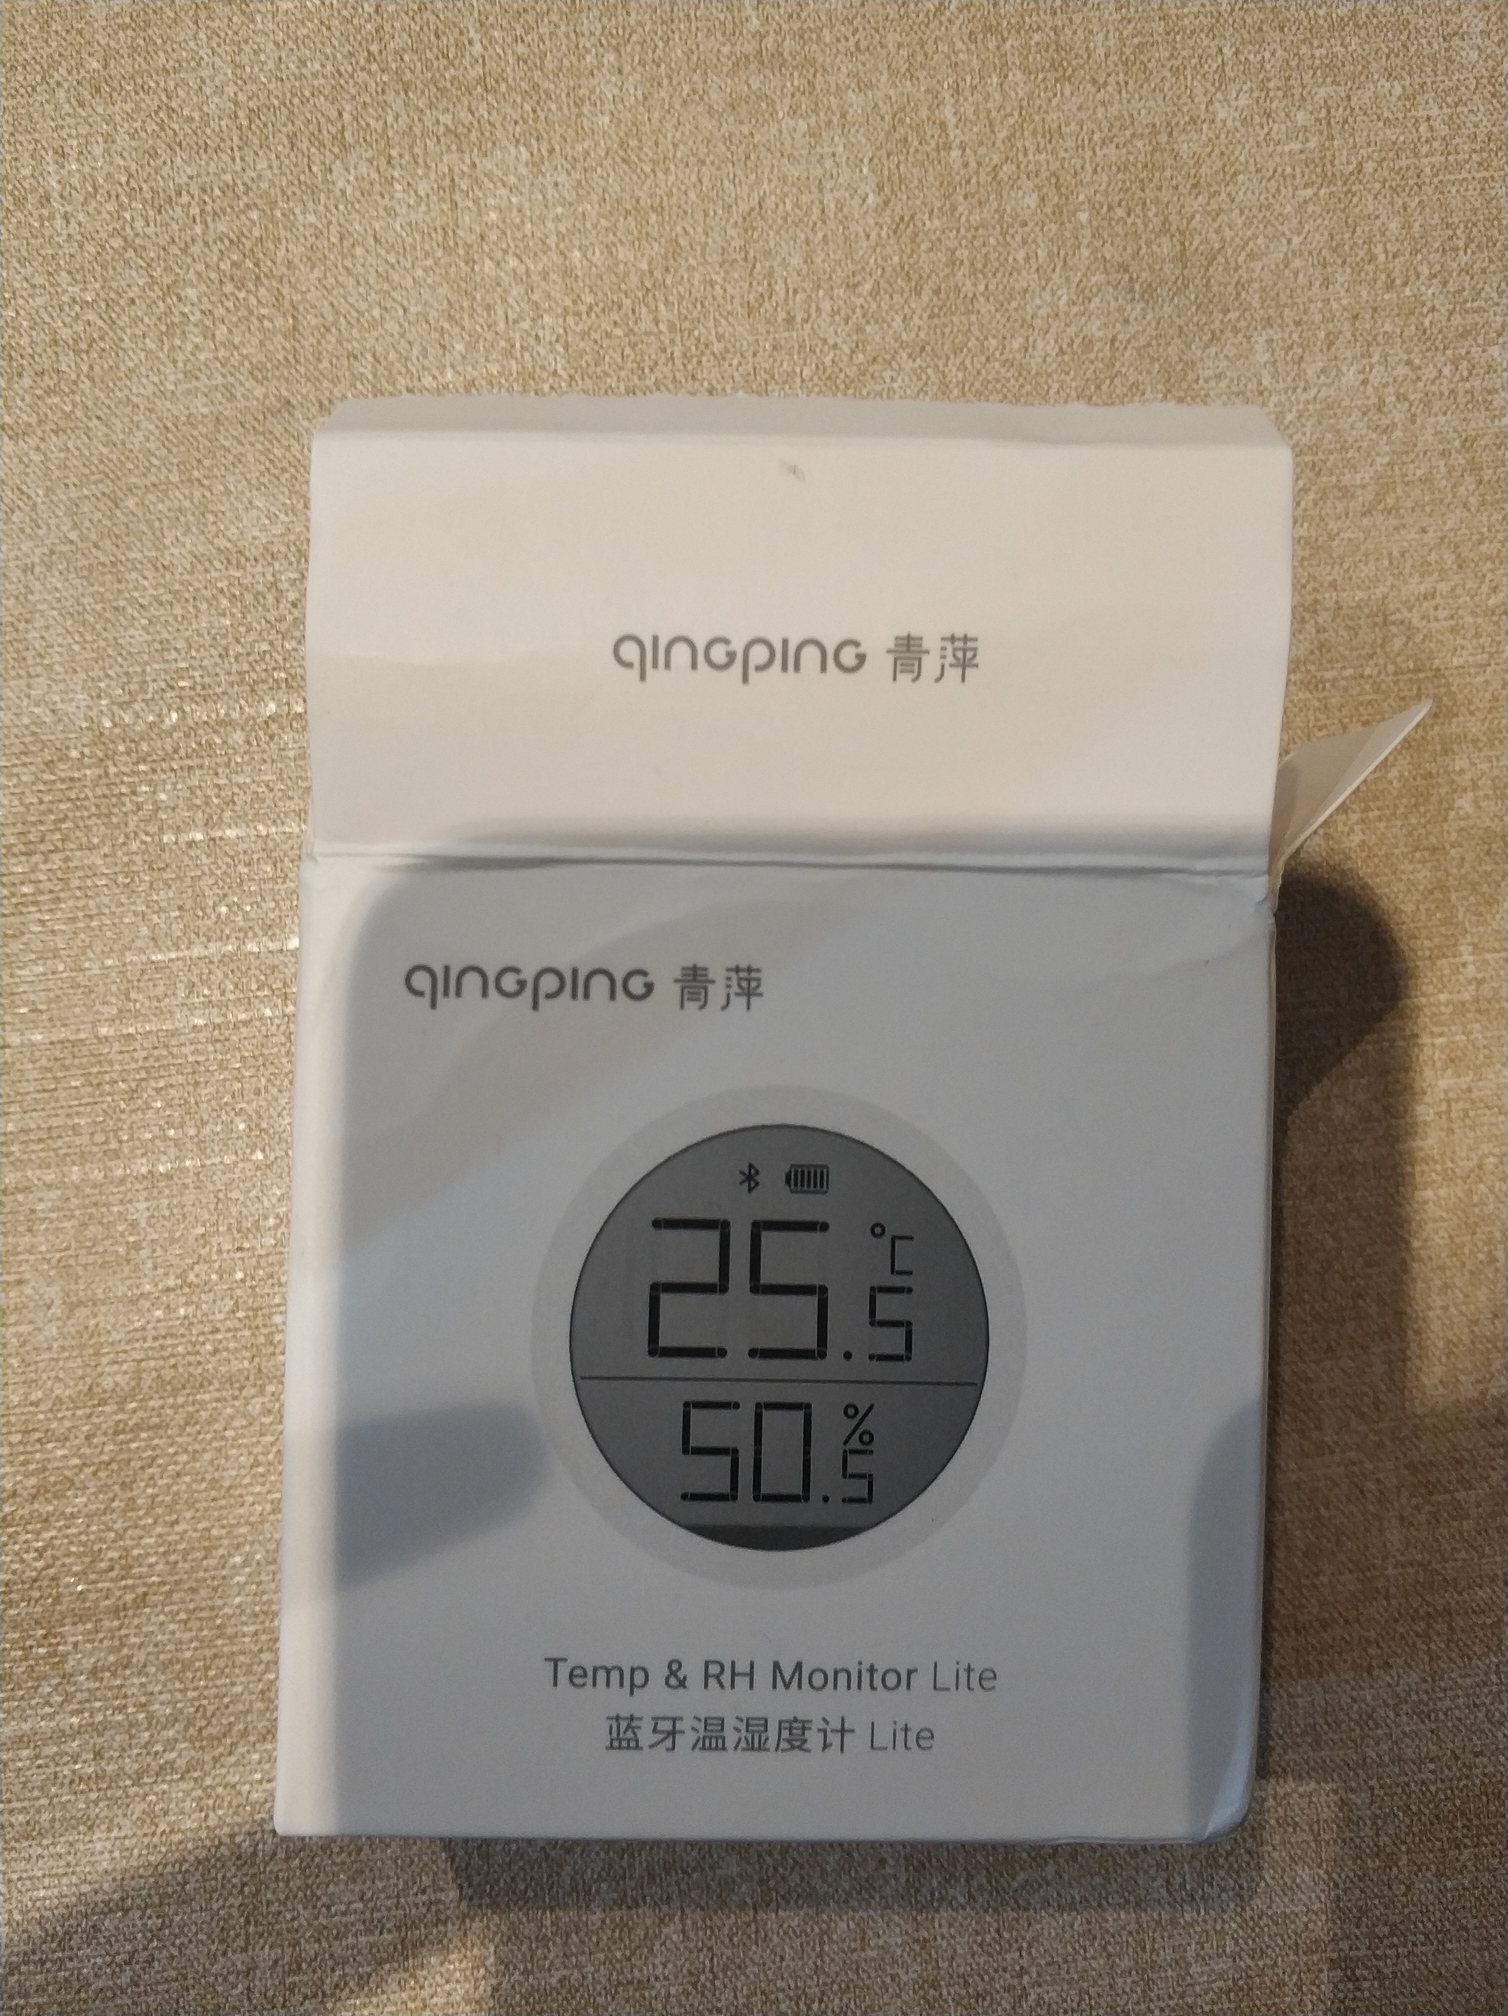 qingping 青萍
qingping 青萍
25.5 °C
50.5 %
Temp & RH Monitor Lite
蓝牙温湿度计 Lite